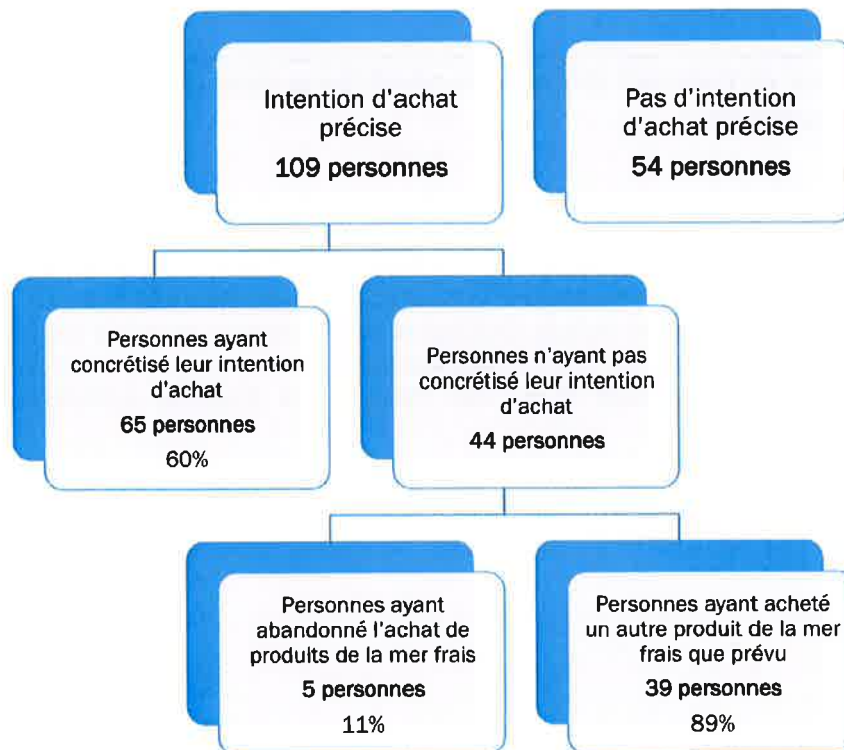 Intention d'achat
précise
109 personnes
Pas d'intention
d'achat précise
54 personnes
Personnes ayant
concrétisé leur intention
d'achat
65 personnes
60%
Personnes n'ayant pas
concrétisé leur intention
d'achat
44 personnes
Personnes ayant
abandonné l'achat de
produits de la mer frais
5 personnes
11%
Personnes ayant acheté
un autre produit de la mer
frais que prévu
39 personnes
89%